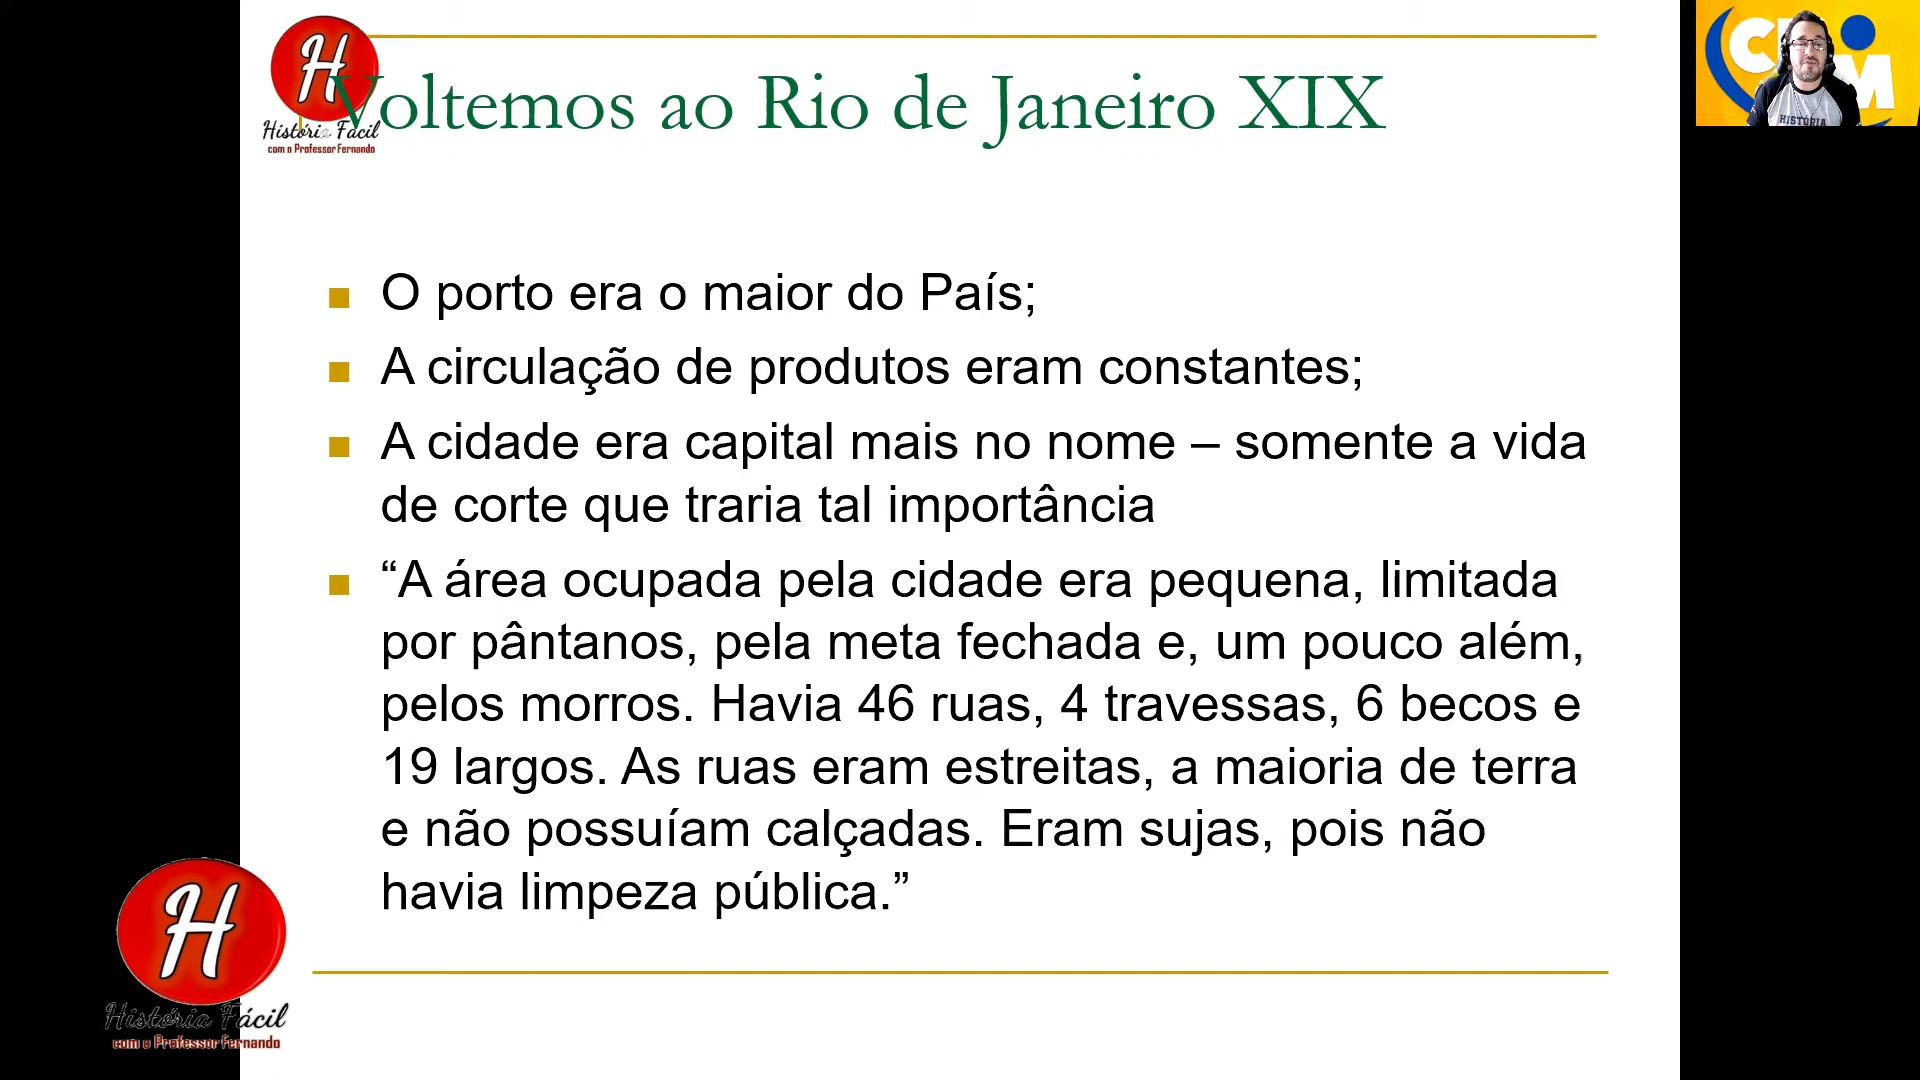 H
História Fácil
com o Professor Fernando
Voltemos ao Rio de Janeiro XIX
O porto era o maior do País;
A circulação de produtos eram constantes;
A cidade era capital mais no nome – somente a vida
de corte que traria tal importância
“A área ocupada pela cidade era pequena, limitada
por pântanos, pela meta fechada e, um pouco além,
pelos morros. Havia 46 ruas, 4 travessas, 6 becos e
19 largos. As ruas eram estreitas, a maioria de terra
e não possuíam calçadas. Eram sujas, pois não
havia limpeza pública.”
H
História Fácil
com o Professor Fernando
HISTÓRIA